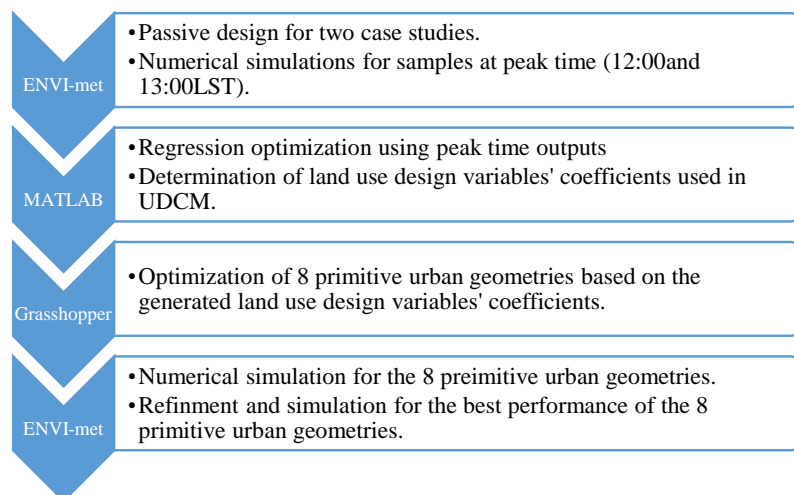 ENVI-met
•Passive design for two case studies.
•Numerical simulations for samples at peak time (12:00and
13:00LST).
MATLAB
•Regression optimization using peak time outputs
•Determination of land use design variables' coefficients used in
UDCM.
Grasshopper
•Optimization of 8 primitive urban geometries based on the
generated land use design variables' coefficients.
ENVI-met
•Numerical simulation for the 8 preimitive urban geometries.
•Refinment and simulation for the best performance of the 8
primitive urban geometries.